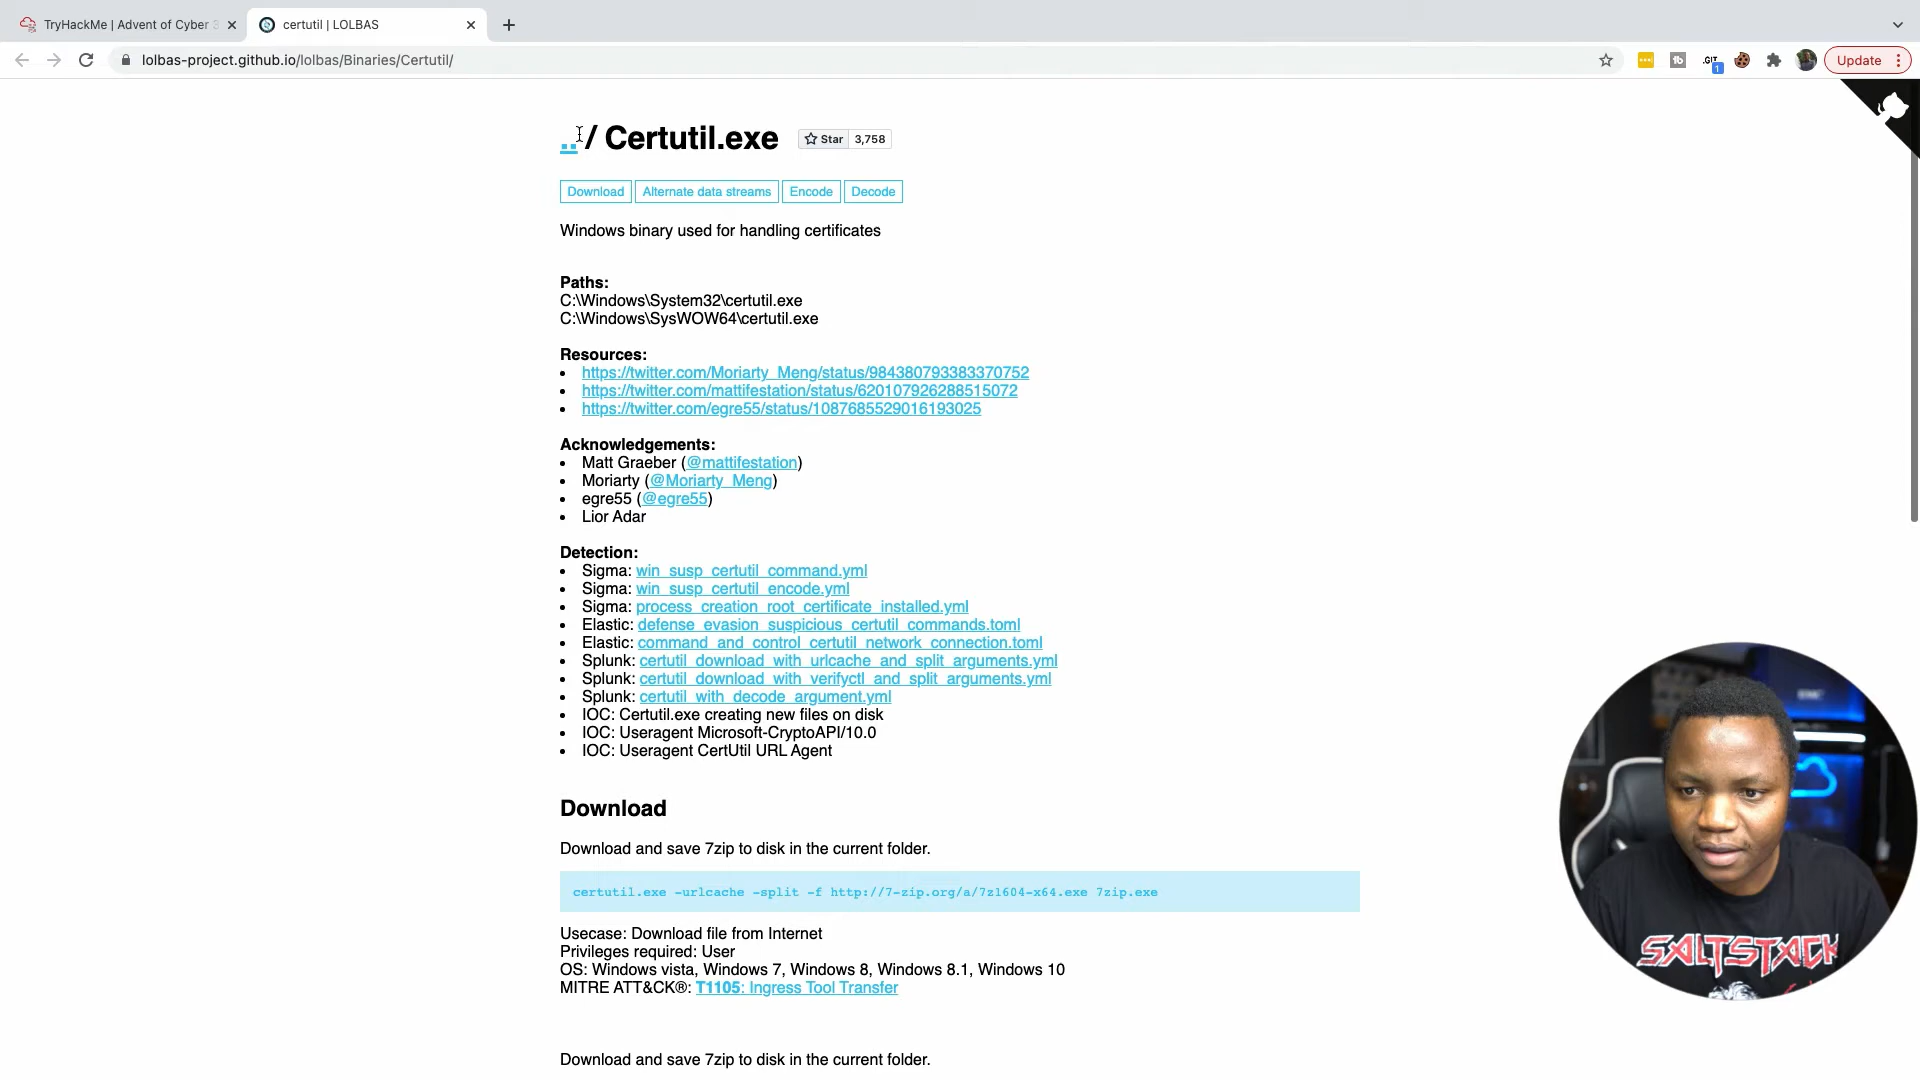 TryHackMe | Advent of Cyber 3
certutil | LOLBAS
lolbas-project.github.io/lolbas/Binaries/Certutil/
Update
../ Certutil.exe
Star 3,758
Download Alternate data streams Encode Decode
Windows binary used for handling certificates
Paths:
C:\Windows\System32\certutil.exe
C:\Windows\SysWOW64\certutil.exe
Resources:
https://twitter.com/Moriarty_Meng/status/984380793383370752
https://twitter.com/mattifestation/status/620107926288515072
https://twitter.com/egre55/status/1087685529016193025
Acknowledgements:
Matt Graeber (@mattifestation)
Moriarty (@Moriarty_Meng)
egre55 (@egre55)
Lior Adar
Detection:
Sigma: win_susp_certutil_command.yml
Sigma: win_susp_certutil_encode.yml
Sigma: process_creation_root_certificate_installed.yml
Elastic: defense_evasion_suspicious_certutil_commands.toml
Elastic: command_and_control_certutil_network_connection.toml
Splunk: certutil_download_with_urlcache_and_split_arguments.yml
Splunk: certutil_download_with_verifyctl_and_split_arguments.yml
Splunk: certutil_with_decode_argument.yml
IOC: Certutil.exe creating new files on disk
IOC: Useragent Microsoft-CryptoAPI/10.0
IOC: Useragent CertUtil URL Agent
Download
Download and save 7zip to disk in the current folder.
certutil.exe -urlcache -split -f http://7-zip.org/a/7z1604-x64.exe 7zip.exe
Usecase: Download file from Internet
Privileges required: User
OS: Windows vista, Windows 7, Windows 8, Windows 8.1, Windows 10
MITRE ATT&CK®: T1105: Ingress Tool Transfer
Download and save 7zip to disk in the current folder.
SALTSTACK